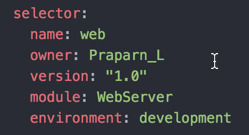 selector:
  name: web
  owner: Praparn_L
  version: "1.0"
  module: WebServer
  environment: development